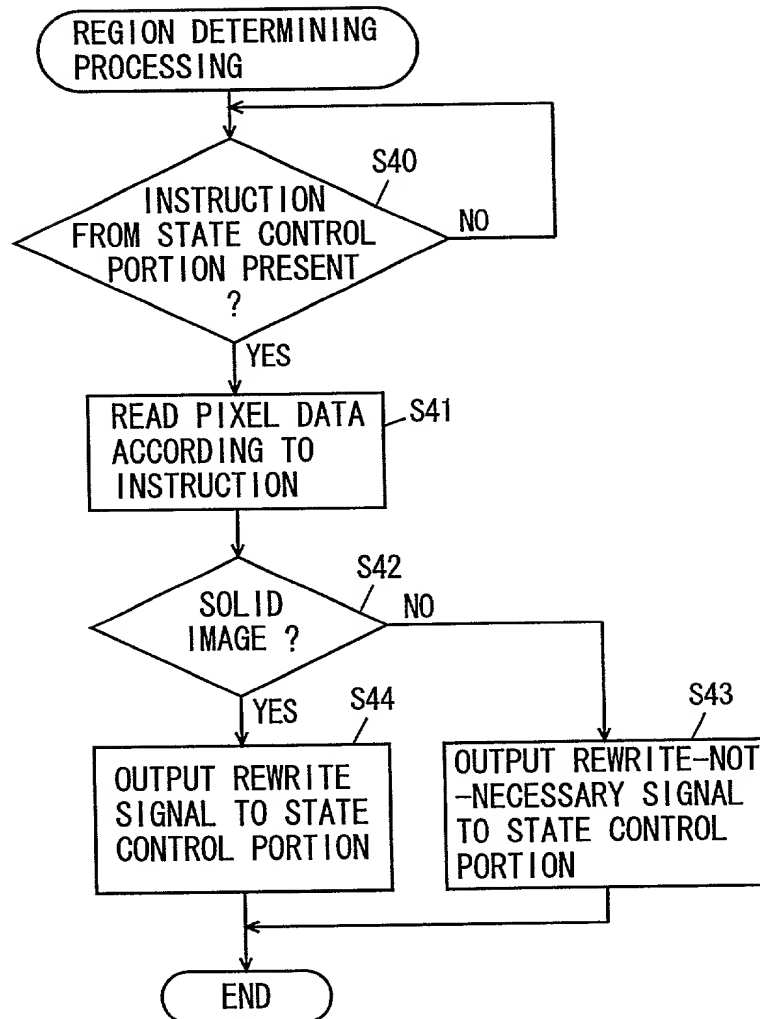 REGION DETERMINING
PROCESSING
S40
INSTRUCTION
FROM STATE CONTROL
PORTION PRESENT
?
NO
YES
READ PIXEL DATA
ACCORDING TO
INSTRUCTION
S41
S42
SOLID
IMAGE ?
NO
YES
S44
S43
OUTPUT REWRITE
SIGNAL TO STATE
CONTROL PORTION
OUTPUT REWRITE-NOT
-NECESSARY SIGNAL
TO STATE CONTROL
PORTION
END